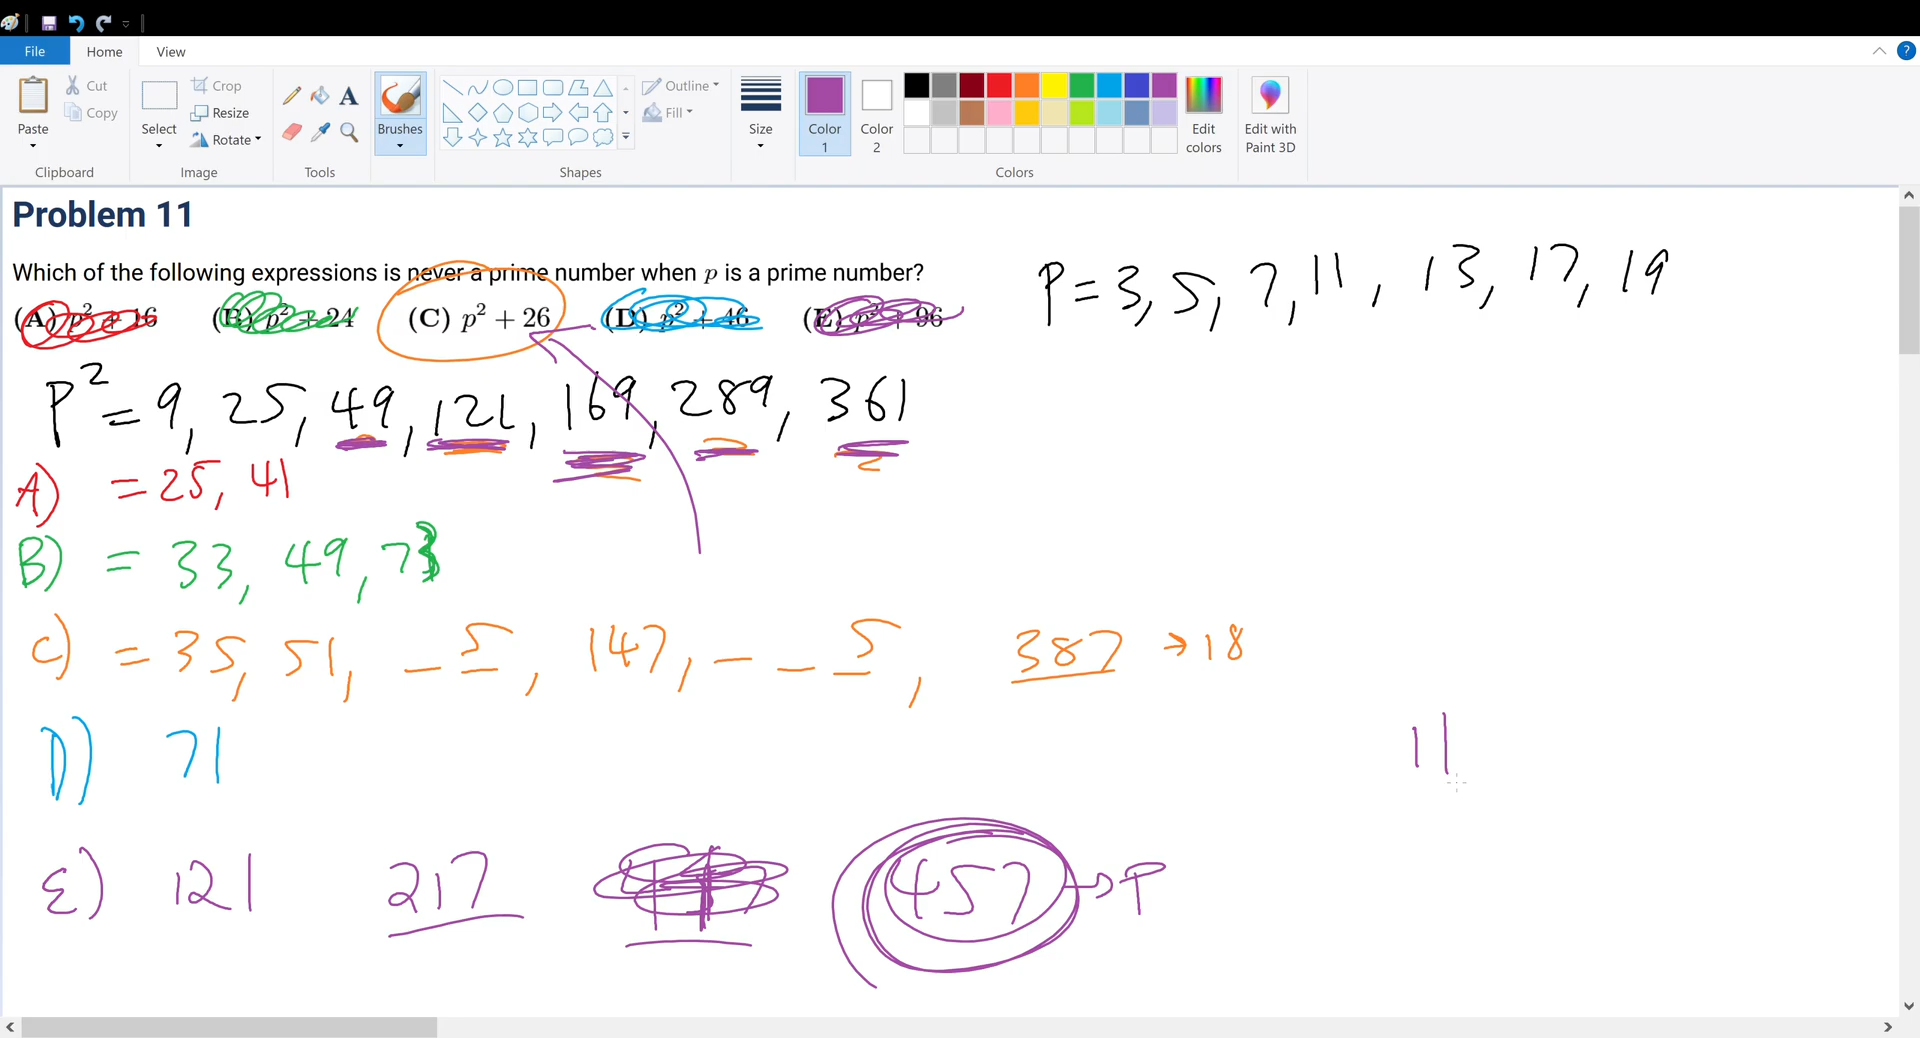 File Home View
Paste
Cut
Copy
Clipboard
Select
Crop
Resize
Rotate
Image
A
Tools
Brushes
Outline
Fill
Shapes
Size
Color 1
Color 2
Edit colors
Colors
Edit with Paint 3D
?
Problem 11
Which of the following expressions is never a prime number when p is a prime number?
(A) p² + 16 (B) p² + 24 (C) p² + 26 (D) p² + 46 (E) p² + 96
P = 3, 5, 7, 11, 13, 17, 19
P² = 9, 25, 49, 121, 169, 289, 361
A) = 25, 41
B) = 33, 49, 73
C) = 35, 51, _ 5, 147, _ _ 5, 387 → 18
D) 71
11
E) 121 217 457 → P